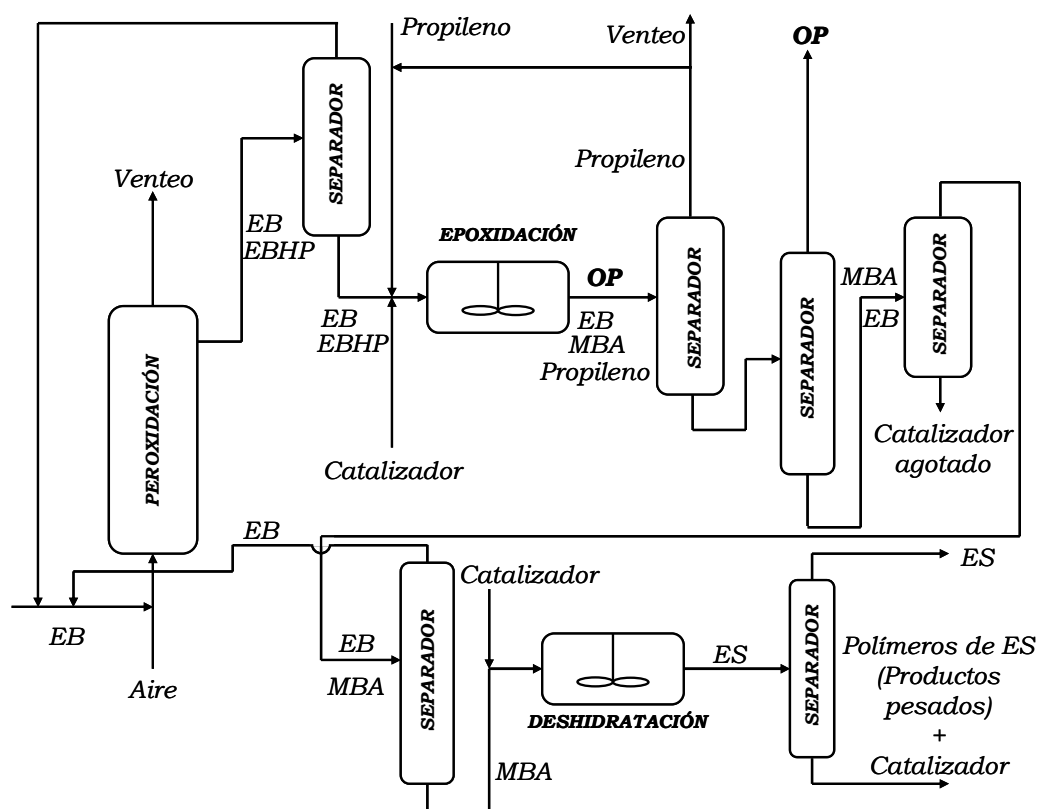 Propileno
Venteo
OP
SEPARADOR
Propileno
Venteo
EB
EBHP
EPOXIDACIÓN
OP
EB
EBHP
EB
MBA
Propileno
SEPARADOR
SEPARADOR
MBA
EB
SEPARADOR
Catalizador
agotado
Catalizador
PEROXIDACIÓN
EB
EB
Aire
EB
MBA
SEPARADOR
Catalizador
MBA
DESHIDRATACIÓN
ES
SEPARADOR
ES
Polímeros de ES
(Productos
pesados)
+
Catalizador